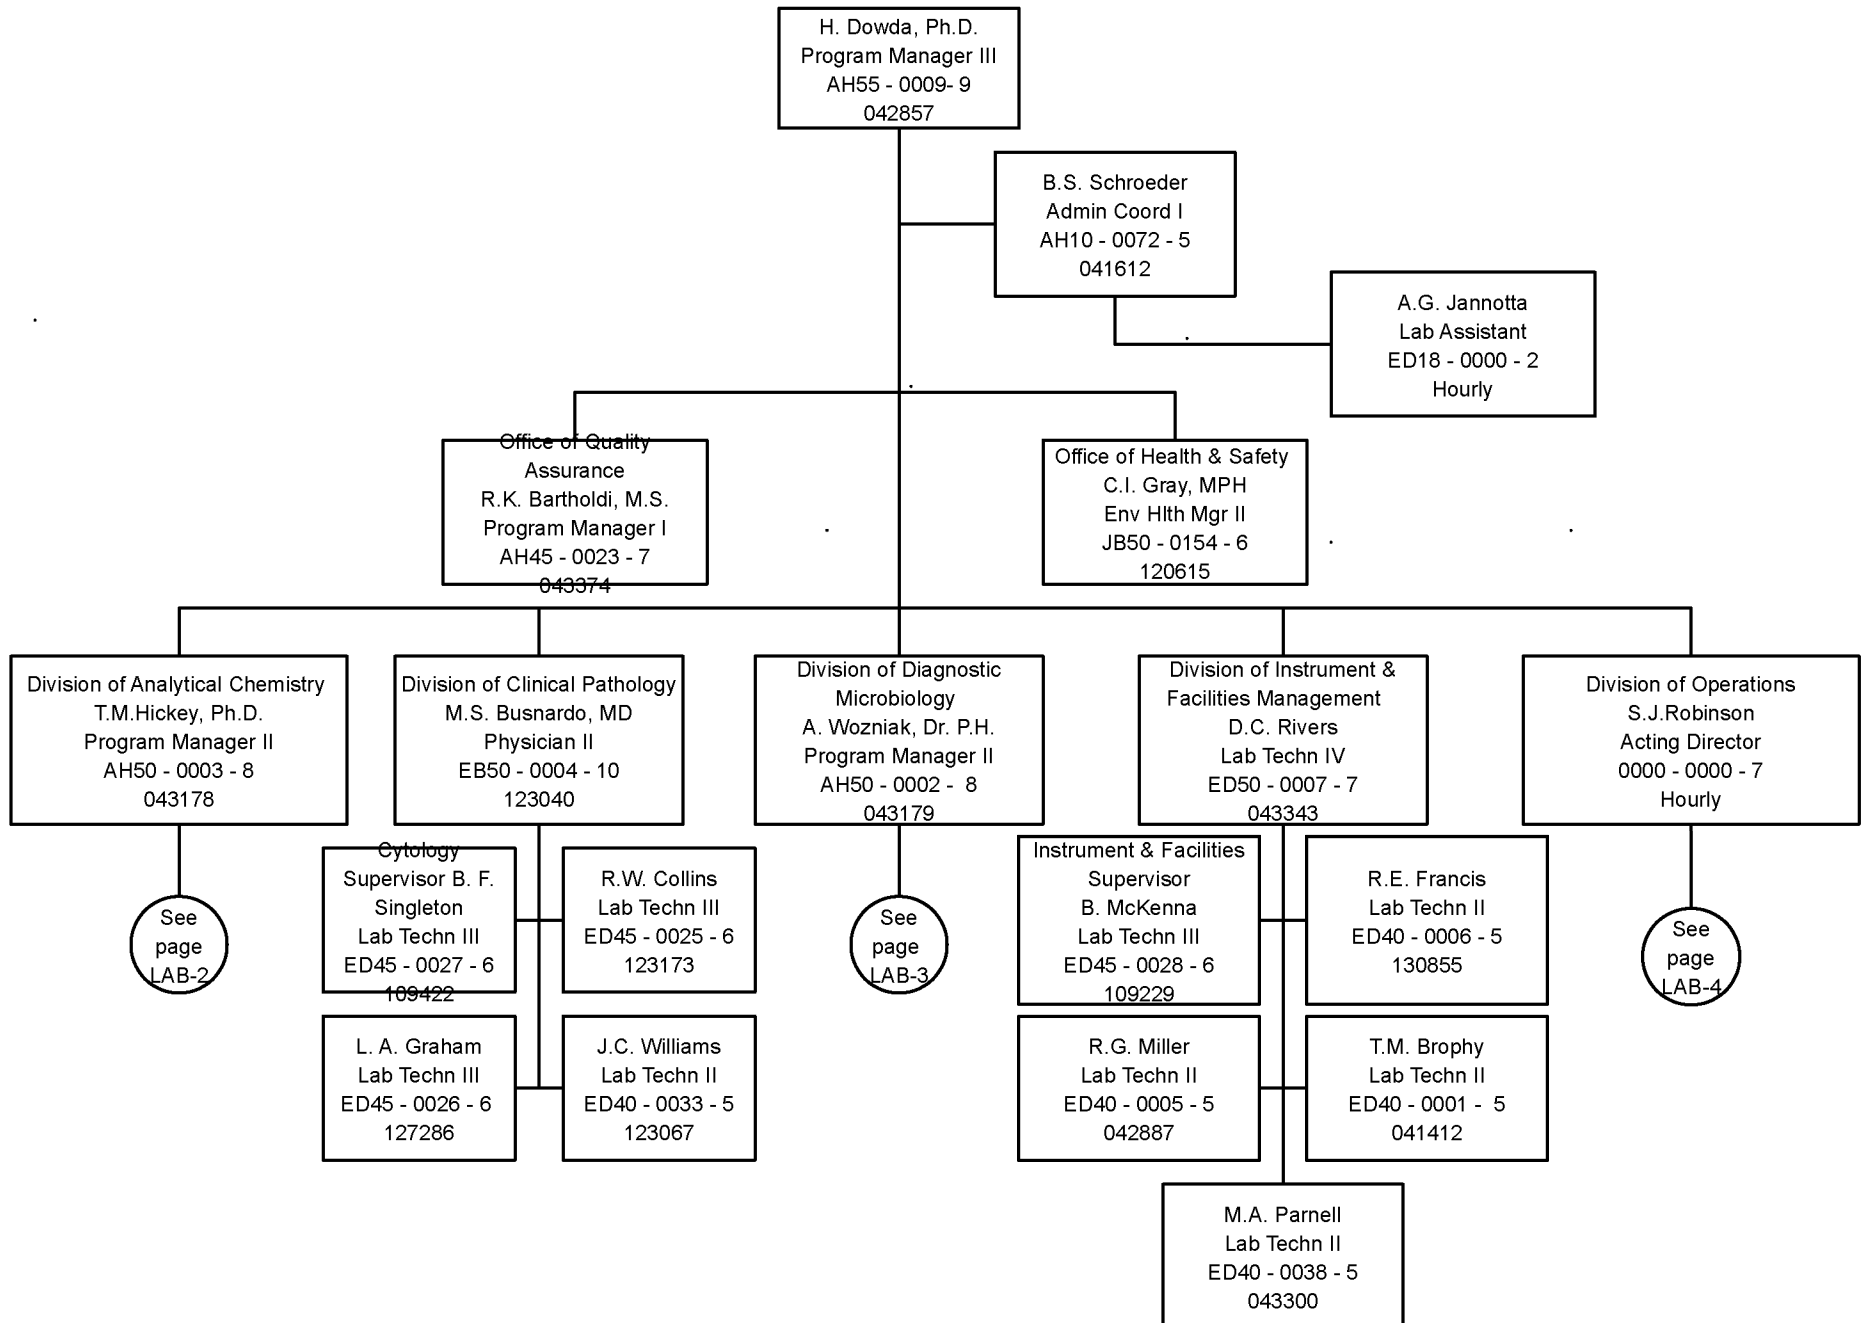 H. Dowda, Ph.D.
Program Manager III
AH55 - 0009- 9
042857
B.S. Schroeder
Admin Coord I
AH10 - 0072 - 5
041612
A.G. Jannotta
Lab Assistant
ED18 - 0000 - 2
Hourly
Office of Quality
Assurance
R.K. Bartholdi, M.S.
Program Manager I
AH45 - 0023 - 7
043374
Office of Health & Safety
C.I. Gray, MPH
Env Hlth Mgr II
JB50 - 0154 - 6
120615
Division of Analytical Chemistry
T.M.Hickey, Ph.D.
Program Manager II
AH50 - 0003 - 8
043178
Division of Clinical Pathology
M.S. Busnardo, MD
Physician II
EB50 - 0004 - 10
123040
Division of Diagnostic
Microbiology
A. Wozniak, Dr. P.H.
Program Manager II
AH50 - 0002 -  8
043179
Division of Instrument &
Facilities Management
D.C. Rivers
Lab Techn IV
ED50 - 0007 - 7
043343
Division of Operations
S.J.Robinson
Acting Director
0000 - 0000 - 7
Hourly
See
page
LAB-2
Cytology
Supervisor B. F.
Singleton
Lab Techn III
ED45 - 0027 - 6
109422
R.W. Collins
Lab Techn III
ED45 - 0025 - 6
123173
See
page
LAB-3
Instrument & Facilities
Supervisor
B. McKenna
Lab Techn III
ED45 - 0028 - 6
109229
R.E. Francis
Lab Techn II
ED40 - 0006 - 5
130855
See
page
LAB-4
L. A. Graham
Lab Techn III
ED45 - 0026 - 6
127286
J.C. Williams
Lab Techn II
ED40 - 0033 - 5
123067
R.G. Miller
Lab Techn II
ED40 - 0005 - 5
042887
T.M. Brophy
Lab Techn II
ED40 - 0001 -  5
041412
M.A. Parnell
Lab Techn II
ED40 - 0038 - 5
043300